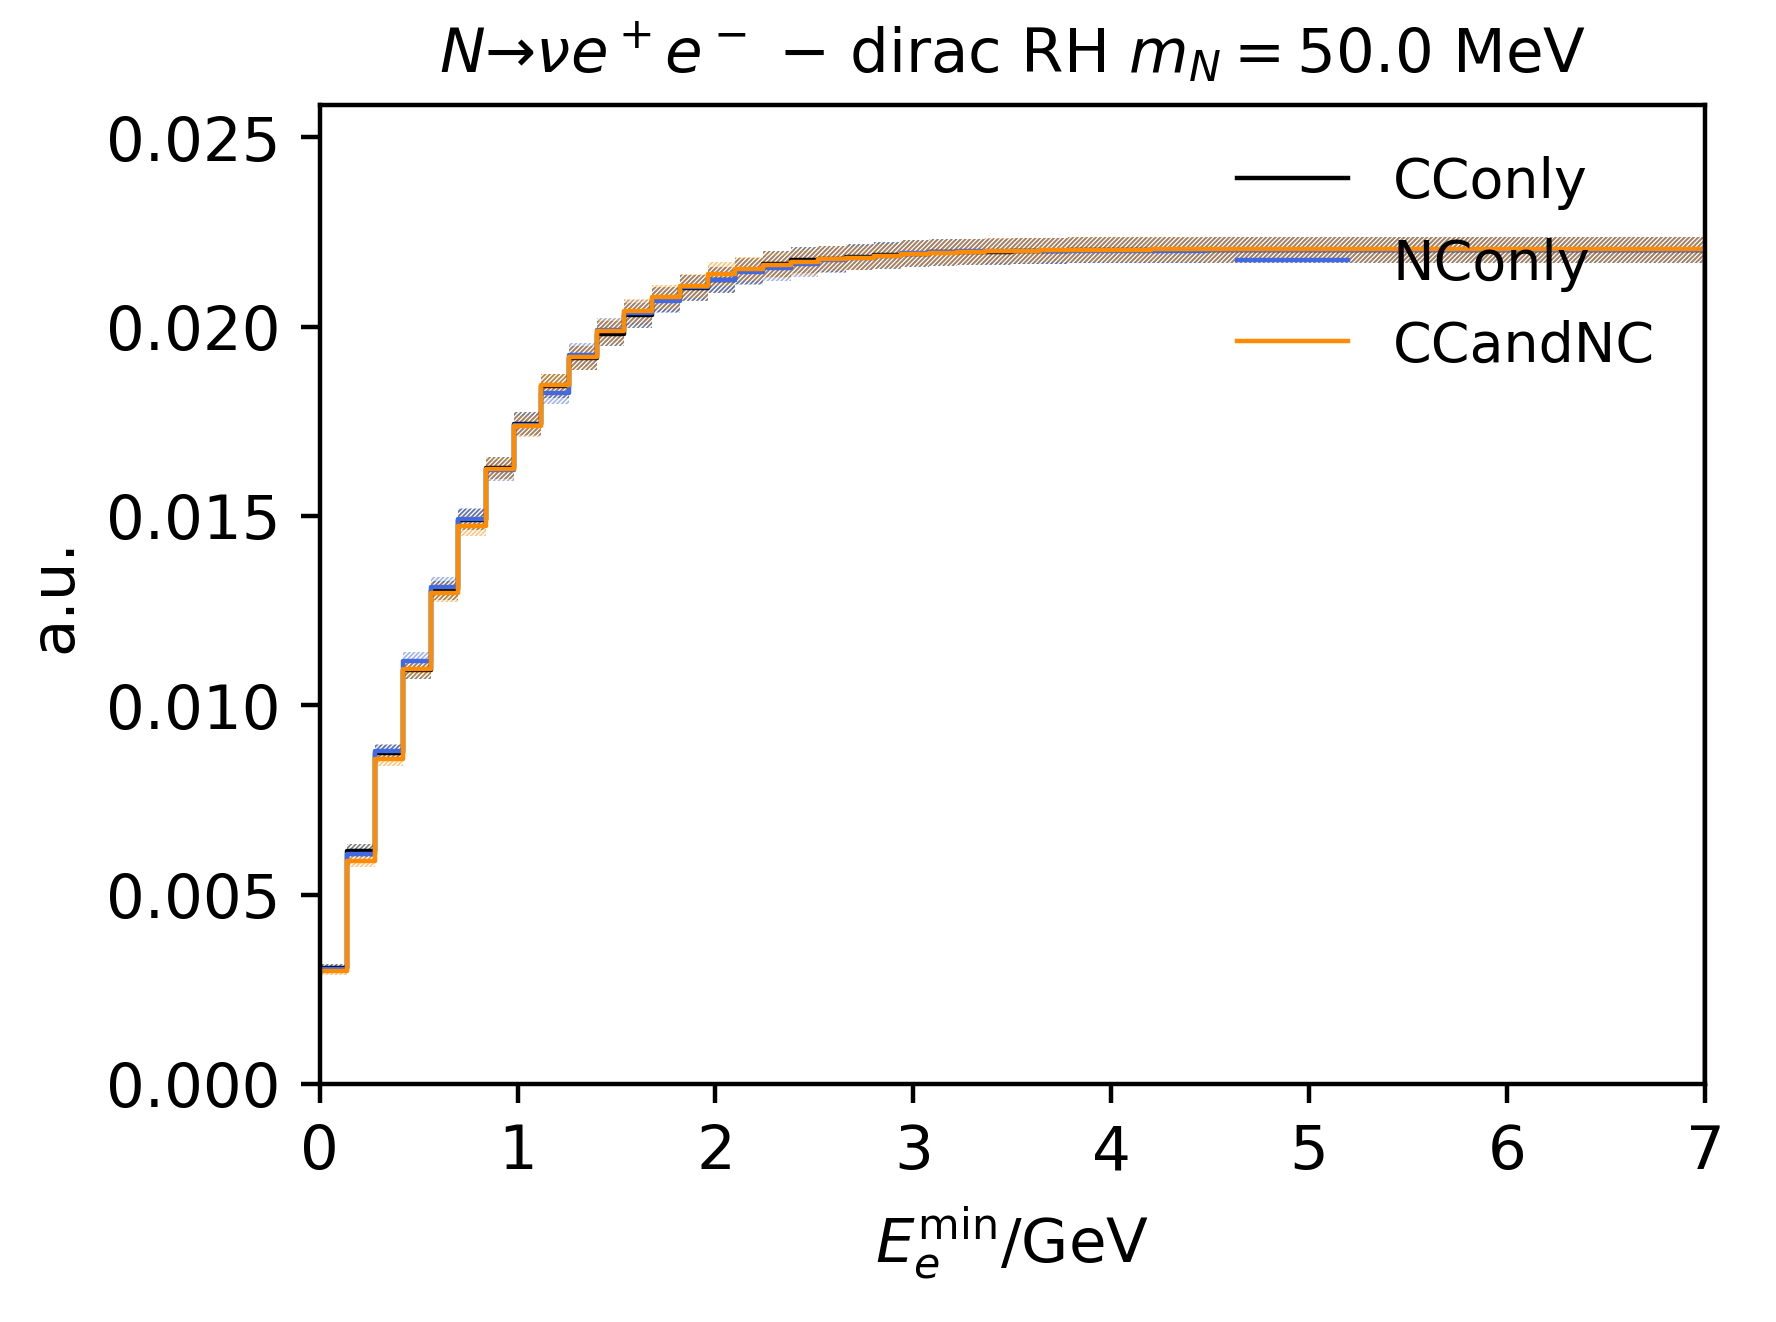 N→νe⁺e⁻ − dirac RH m_N = 50.0 MeV
0.025
0.020
0.015
0.010
0.005
0.000
a.u.
CConly
NConly
CCandNC
0 1 2 3 4 5 6 7
E_e^min/GeV